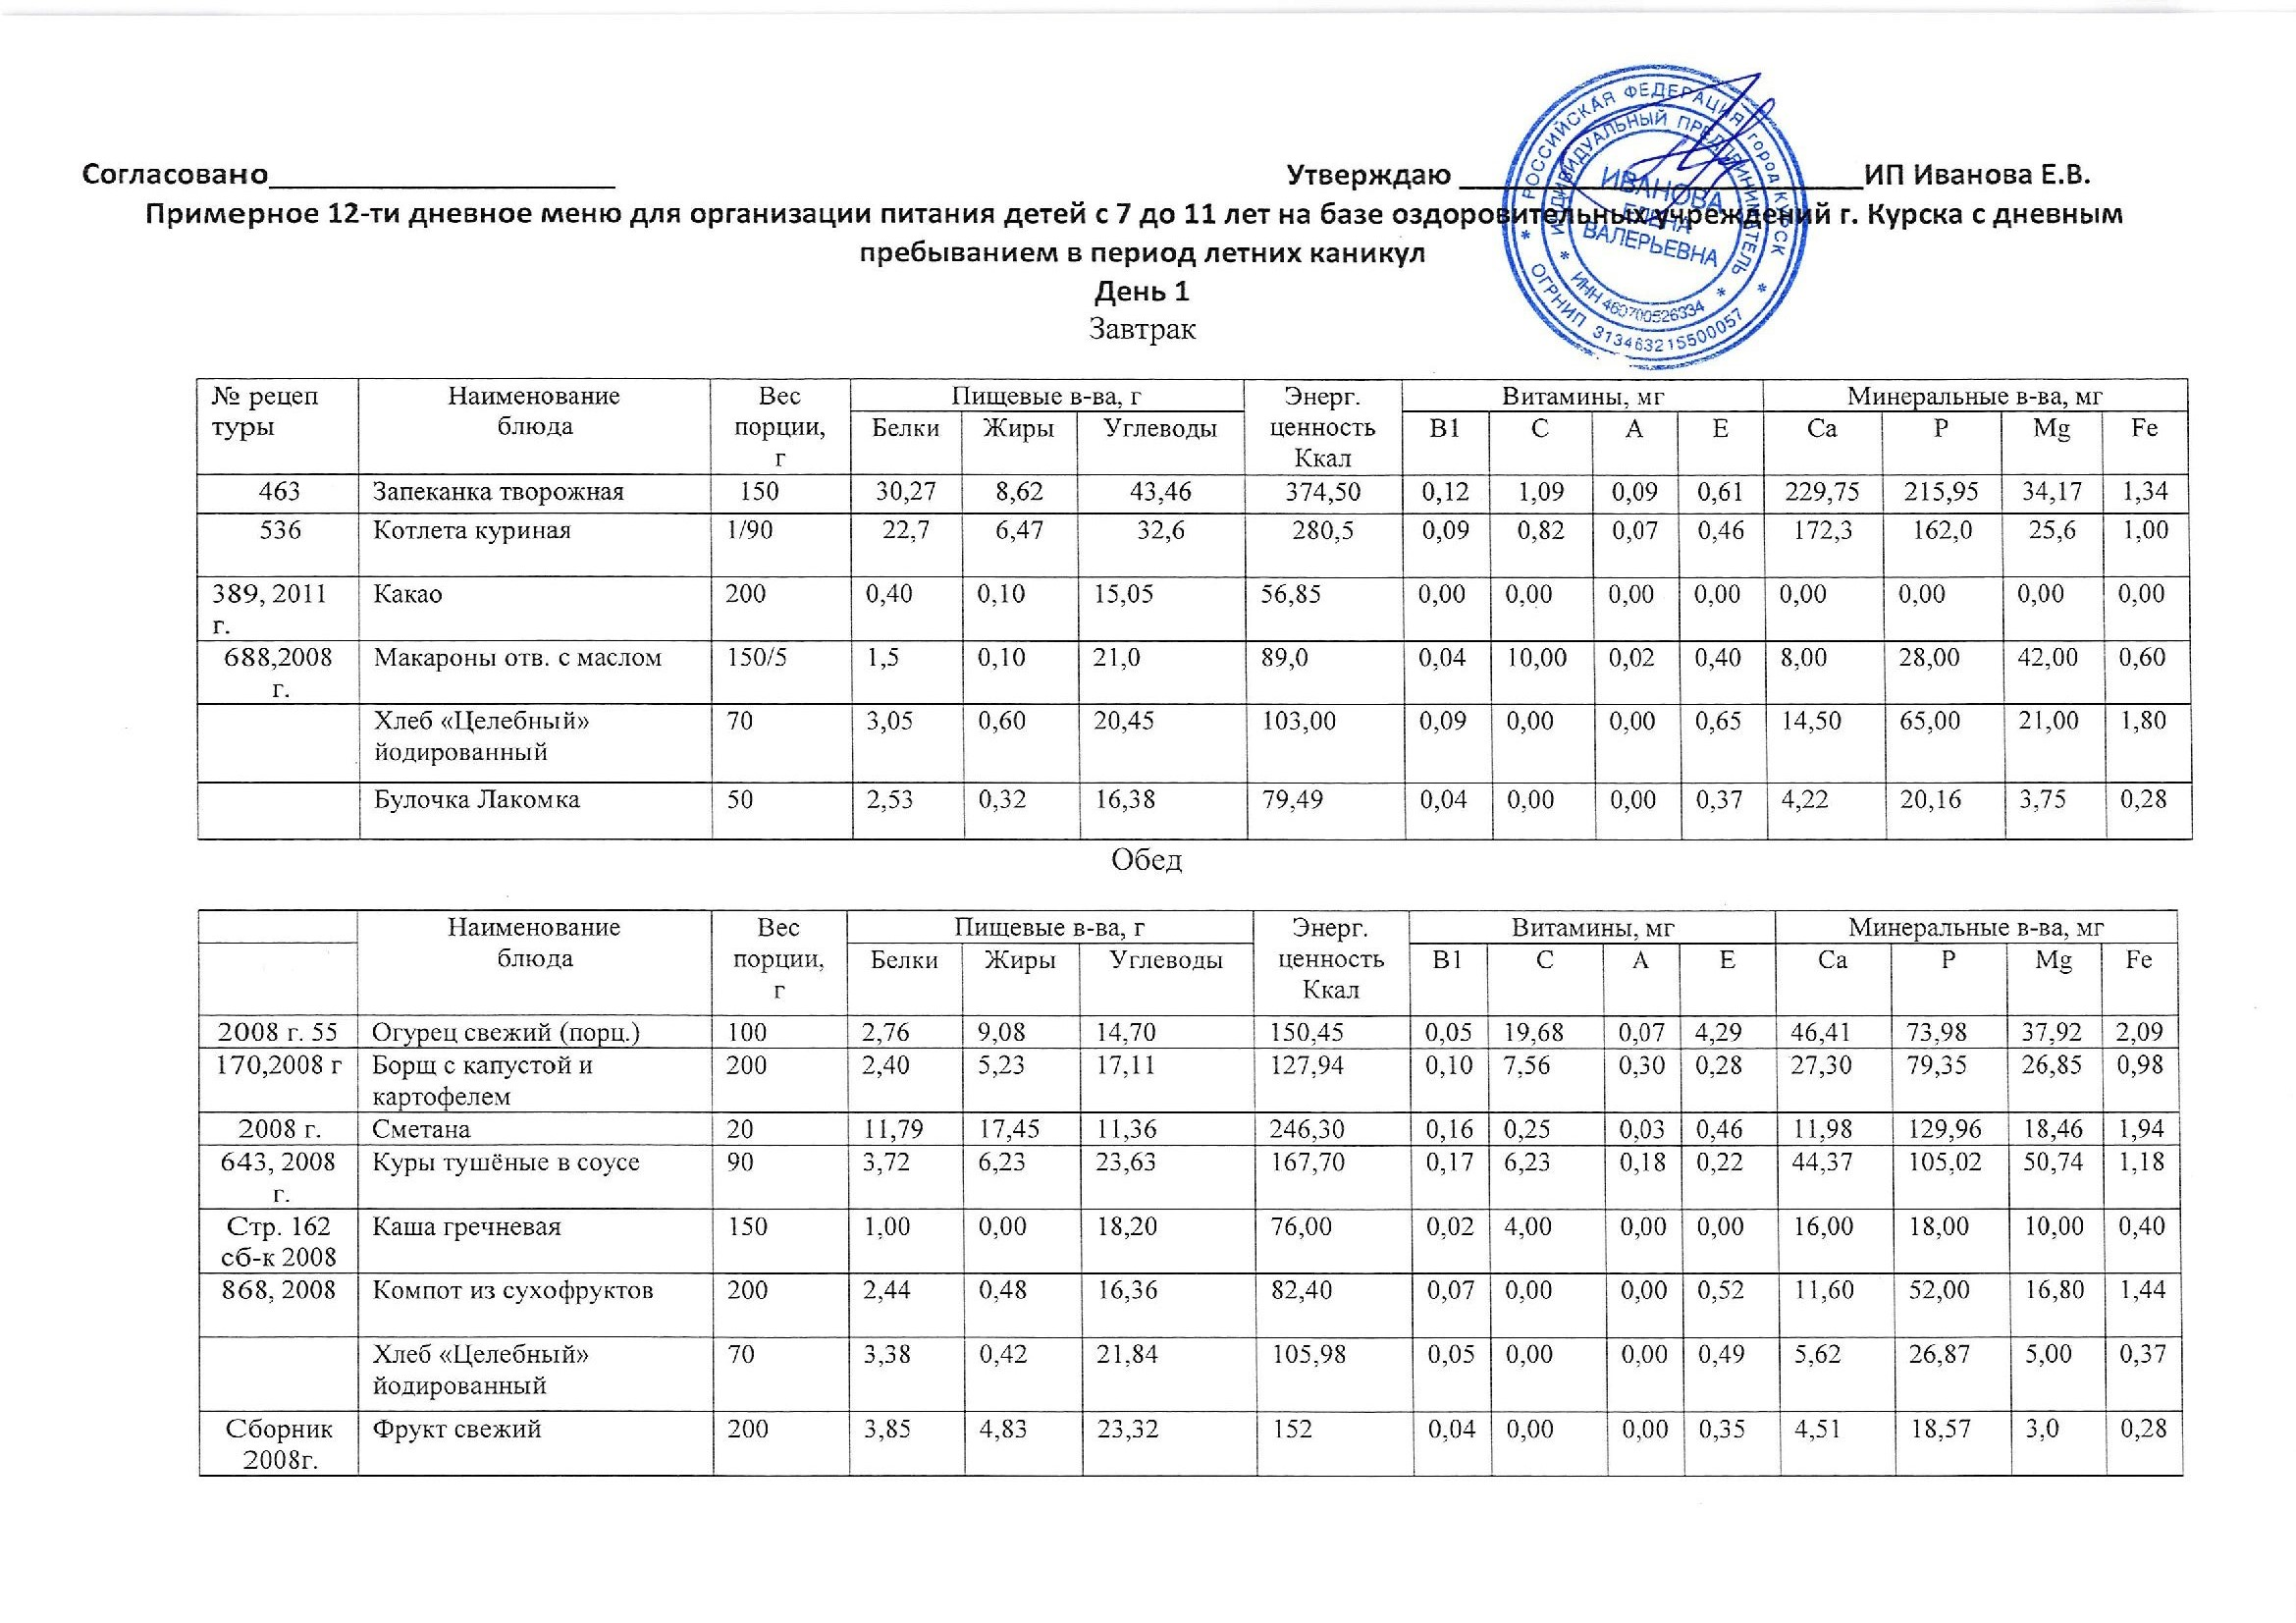 Согласовано______________________ Утверждаю __________________________ИП Иванова Е.В.
Примерное 12-ти дневное меню для организации питания детей с 7 до 11 лет на базе оздоровительных учреждений г. Курска с дневным
пребыванием в период летних каникул
День 1
Завтрак
РОССИЙСКАЯ ФЕДЕРАЦИЯ город КУРСК
ИНДИВИДУАЛЬНЫЙ ПРЕДПРИНИМАТЕЛЬ
ИВАНОВА
ЕЛЕНА
ВАЛЕРЬЕВНА
ИНН 460700526334
ОГРНИП 313463215500057
№ рецеп Наименование Вес Пищевые в-ва, г Энерг. Витамины, мг Минеральные в-ва, мг
туры блюда порции, Белки Жиры Углеводы ценность В1 С А Е Ca P Mg Fe
г Ккал
463 Запеканка творожная 150 30,27 8,62 43,46 374,50 0,12 1,09 0,09 0,61 229,75 215,95 34,17 1,34
536 Котлета куриная 1/90 22,7 6,47 32,6 280,5 0,09 0,82 0,07 0,46 172,3 162,0 25,6 1,00
389, 2011 Какао 200 0,40 0,10 15,05 56,85 0,00 0,00 0,00 0,00 0,00 0,00 0,00 0,00
г.
688,2008 Макароны отв. с маслом 150/5 1,5 0,10 21,0 89,0 0,04 10,00 0,02 0,40 8,00 28,00 42,00 0,60
г.
Хлеб «Целебный» 70 3,05 0,60 20,45 103,00 0,09 0,00 0,00 0,65 14,50 65,00 21,00 1,80
йодированный
Булочка Лакомка 50 2,53 0,32 16,38 79,49 0,04 0,00 0,00 0,37 4,22 20,16 3,75 0,28
Обед
Наименование Вес Пищевые в-ва, г Энерг. Витамины, мг Минеральные в-ва, мг
блюда порции, Белки Жиры Углеводы ценность В1 С А Е Ca P Mg Fe
г Ккал
2008 г. 55 Огурец свежий (порц.) 100 2,76 9,08 14,70 150,45 0,05 19,68 0,07 4,29 46,41 73,98 37,92 2,09
170,2008 г Борщ с капустой и 200 2,40 5,23 17,11 127,94 0,10 7,56 0,30 0,28 27,30 79,35 26,85 0,98
картофелем
2008 г. Сметана 20 11,79 17,45 11,36 246,30 0,16 0,25 0,03 0,46 11,98 129,96 18,46 1,94
643, 2008 Куры тушёные в соусе 90 3,72 6,23 23,63 167,70 0,17 6,23 0,18 0,22 44,37 105,02 50,74 1,18
г.
Стр. 162 Каша гречневая 150 1,00 0,00 18,20 76,00 0,02 4,00 0,00 0,00 16,00 18,00 10,00 0,40
сб-к 2008
868, 2008 Компот из сухофруктов 200 2,44 0,48 16,36 82,40 0,07 0,00 0,00 0,52 11,60 52,00 16,80 1,44
Хлеб «Целебный» 70 3,38 0,42 21,84 105,98 0,05 0,00 0,00 0,49 5,62 26,87 5,00 0,37
йодированный
Сборник Фрукт свежий 200 3,85 4,83 23,32 152 0,04 0,00 0,00 0,35 4,51 18,57 3,0 0,28
2008г.